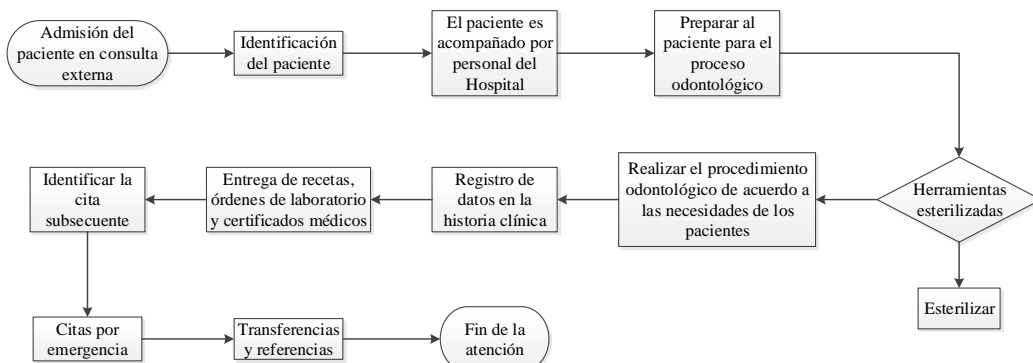 Admisión del
paciente en consulta
externa
Identificación
del paciente
El paciente es
acompañado por
personal del
Hospital
Preparar al
paciente para el
proceso
odontológico
Herramientas
esterilizadas
Esterilizar
Realizar el procedimiento
odontológico de acuerdo a
las necesidades de los
pacientes
Registro de
datos en la
historia clínica
Entrega de recetas,
órdenes de laboratorio
y certificados médicos
Identificar la
cita
subsecuente
Citas por
emergencia
Transferencias
y referencias
Fin de la
atención